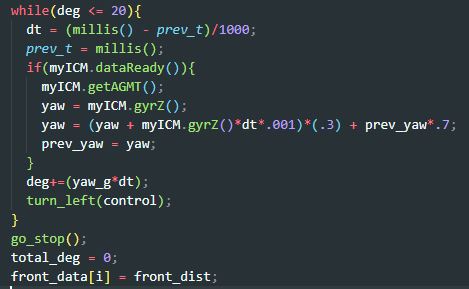 while(deg <= 20){
dt = (millis() - prev_t)/1000;
prev_t = millis();
if(myICM.dataReady()){
myICM.getAGMT();
yaw = myICM.gyrZ();
yaw = (yaw + myICM.gyrZ()*dt*.001)*(.3) + prev_yaw*.7;
prev_yaw = yaw;
}
deg+=(yaw_g*dt);
turn_left(control);
}
go_stop();
total_deg = 0;
front_data[i] = front_dist;